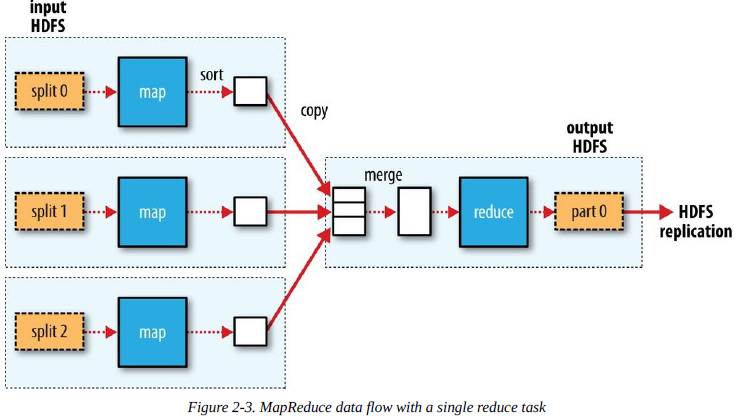 input
HDFS
split 0
map
sort
copy
split 1
map
split 2
map
merge
reduce
output
HDFS
part 0
HDFS
replication
Figure 2-3. MapReduce data flow with a single reduce task